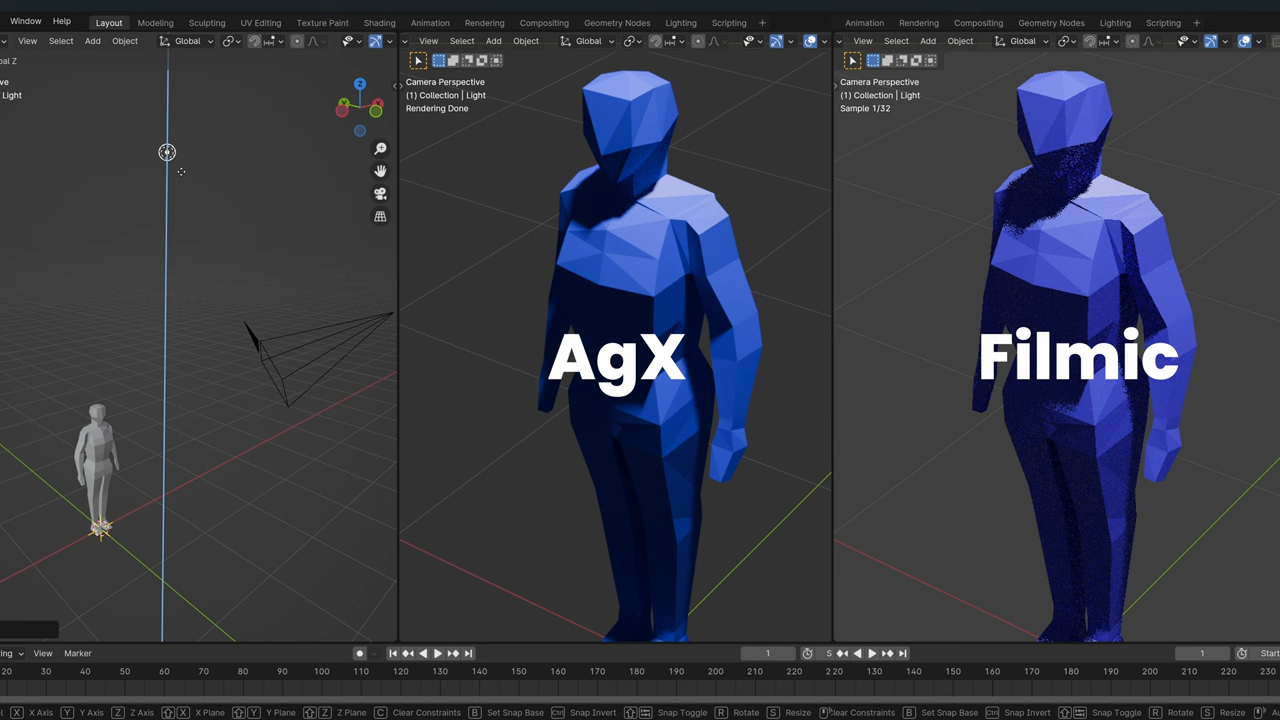 Window Help Layout Modeling Sculpting UV Editing Texture Paint Shading Animation Rendering Compositing Geometry Nodes Lighting Scripting + Animation Rendering Compositing Geometry Nodes Lighting Scripting +
View Select Add Object Global View Select Add Object Global View Select Add Object Global
Light
Camera Perspective
(1) Collection | Light
Rendering Done
Camera Perspective
(1) Collection | Light
Sample 1/32
Z
Y
X
AgX
Filmic
View Marker 1 S 1 Start
20 30 40 50 60 70 80 90 100 110 120 130 140 150 160 170 180 190 200 210 220 220 120 130 140 150 160 170 180 190 200 210 220 230
X X Axis Y Y Axis Z Z Axis X X Plane Y Y Plane Z Z Plane C Clear Constraints B Set Snap Base Ctrl Snap Invert Snap Toggle R Rotate S Resize Clear Constraints B Set Snap Base Ctrl Snap Invert Snap Toggle R Rotate S Resize